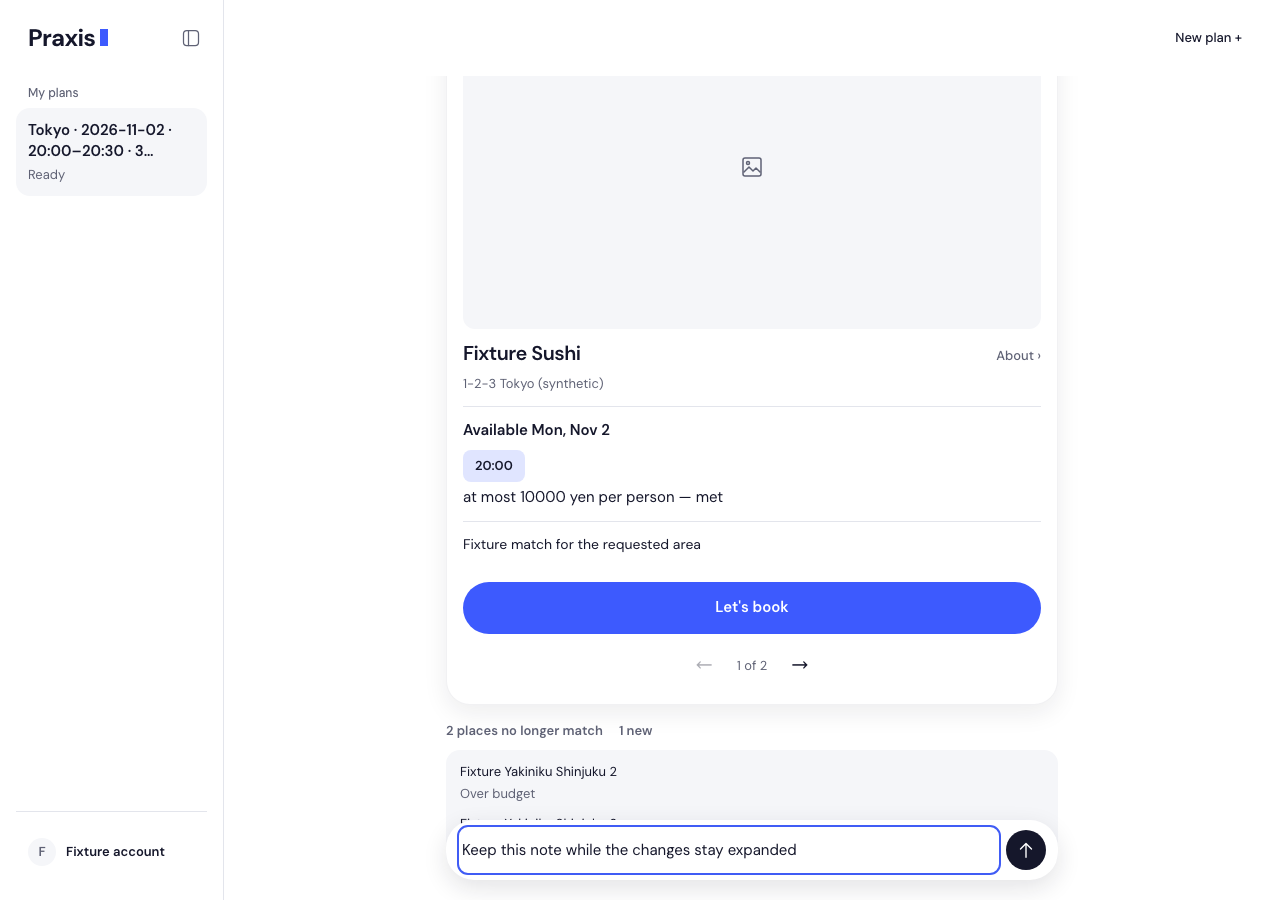 Praxis
New plan +
My plans
Tokyo · 2026-11-02 ·
20:00–20:30 · 3…
Ready
Fixture Sushi
About ›
1-2-3 Tokyo (synthetic)
Available Mon, Nov 2
20:00
at most 10000 yen per person — met
Fixture match for the requested area
Let's book
← 1 of 2 →
2 places no longer match 1 new
Fixture Yakiniku Shinjuku 2
Over budget
Keep this note while the changes stay expanded
F Fixture account